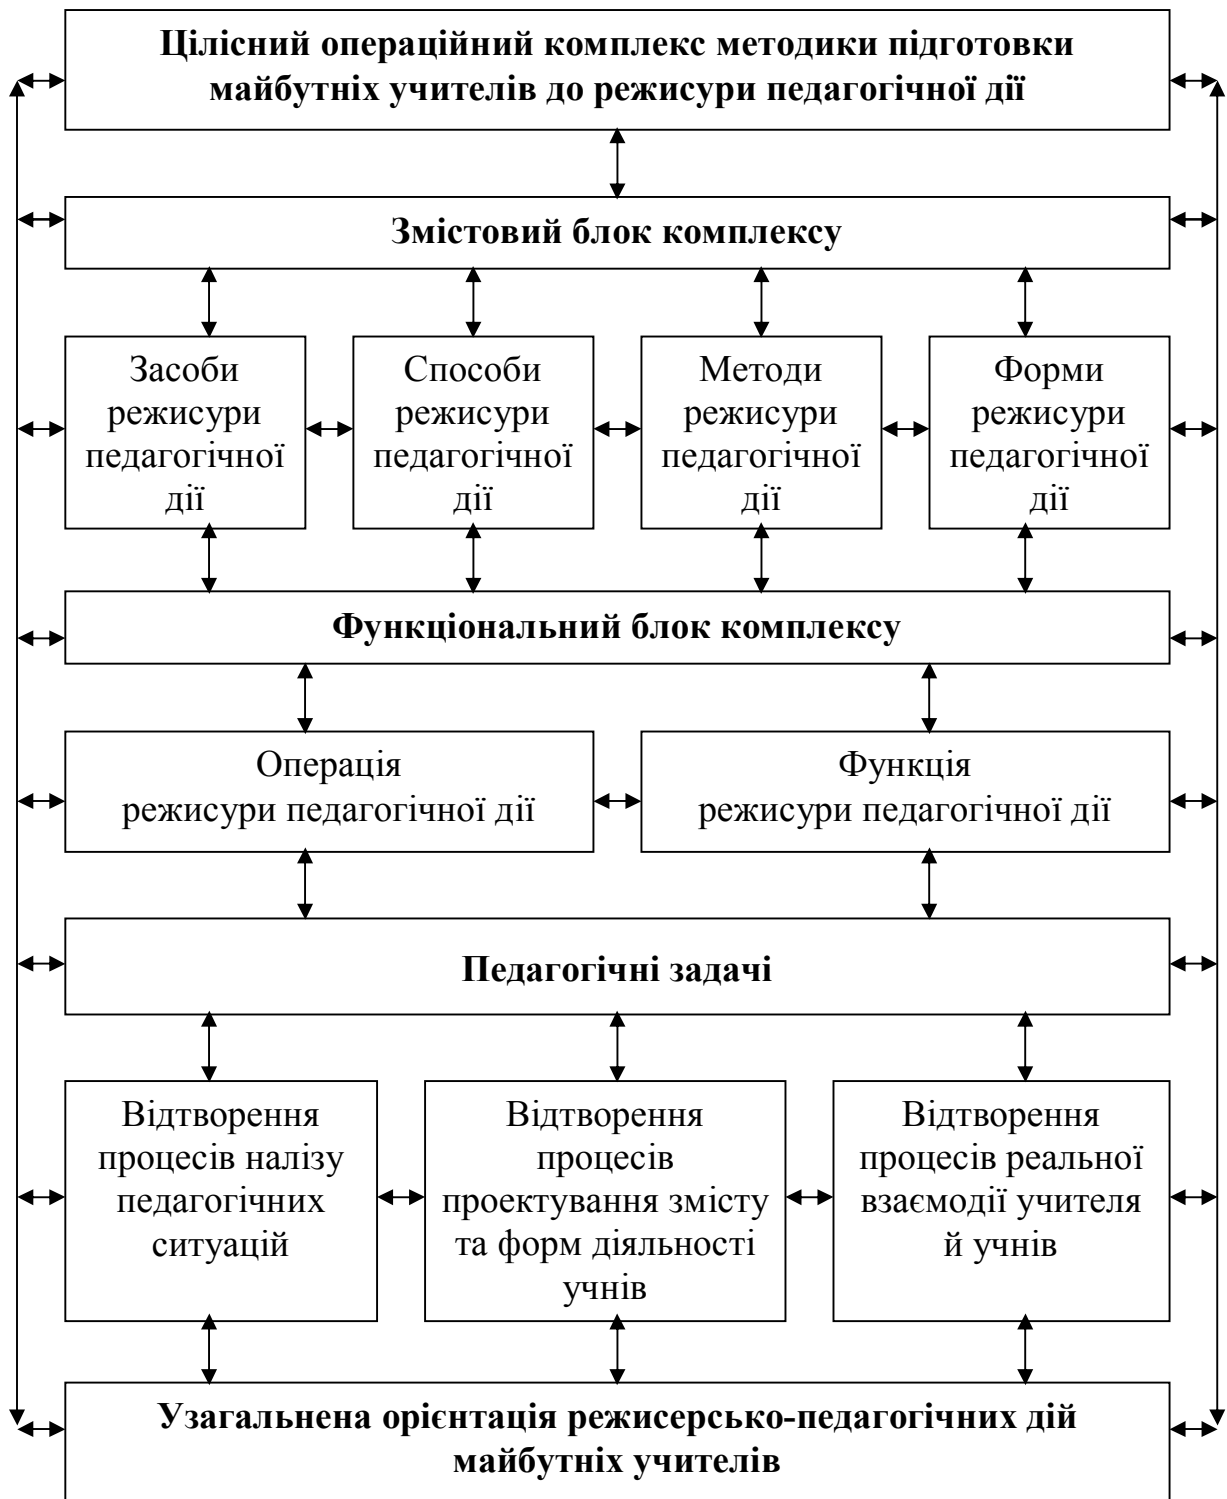 Цілісний операційний комплекс методики підготовки
майбутніх учителів до режисури педагогічної дії
Змістовий блок комплексу
Засоби
режисури
педагогічної
дії
Способи
режисури
педагогічної
дії
Методи
режисури
педагогічної
дії
Форми
режисури
педагогічної
дії
Функціональний блок комплексу
Операція
режисури педагогічної дії
Функція
режисури педагогічної дії
Педагогічні задачі
Відтворення
процесів налізу
педагогічних
ситуацій
Відтворення
процесів
проектування змісту
та форм діяльності
учнів
Відтворення
процесів реальної
взаємодії учителя
й учнів
Узагальнена орієнтація режисерсько-педагогічних дій
майбутніх учителів